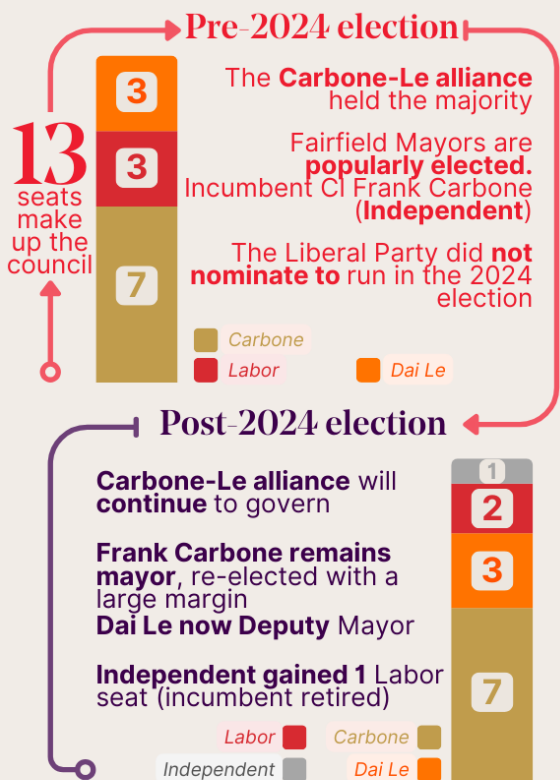 Pre-2024 election
3
3
7
13
seats
make
up the
council
The Carbone-Le alliance
held the majority
Fairfield Mayors are
popularly elected.
Incumbent Cl Frank Carbone
(Independent)
The Liberal Party did not
nominate to run in the 2024
election
Carbone
Labor
Dai Le
Post-2024 election
Carbone-Le alliance will
continue to govern
Frank Carbone remains
mayor, re-elected with a
large margin
Dai Le now Deputy Mayor
Independent gained 1 Labor
seat (incumbent retired)
1
2
3
7
Labor
Carbone
Independent
Dai Le